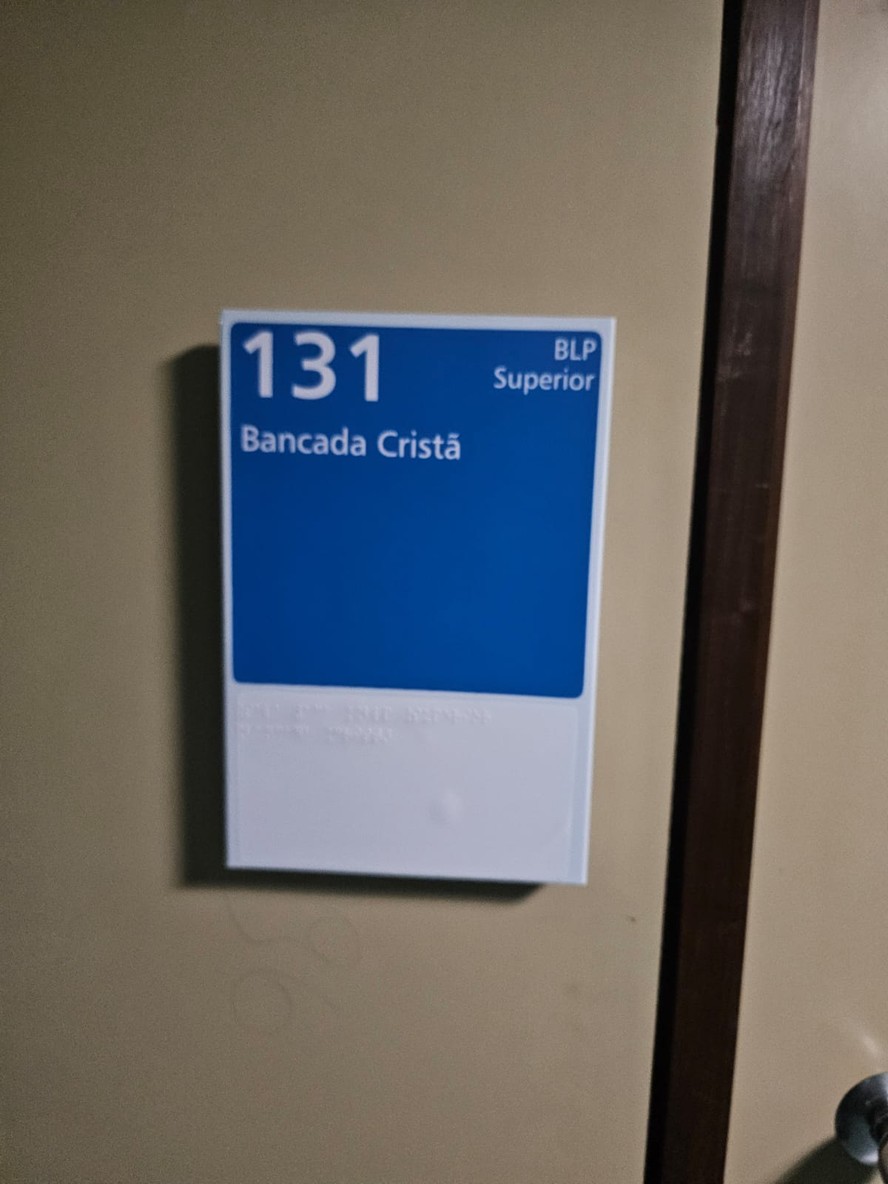 131
BLP
Superior
Bancada Cristã